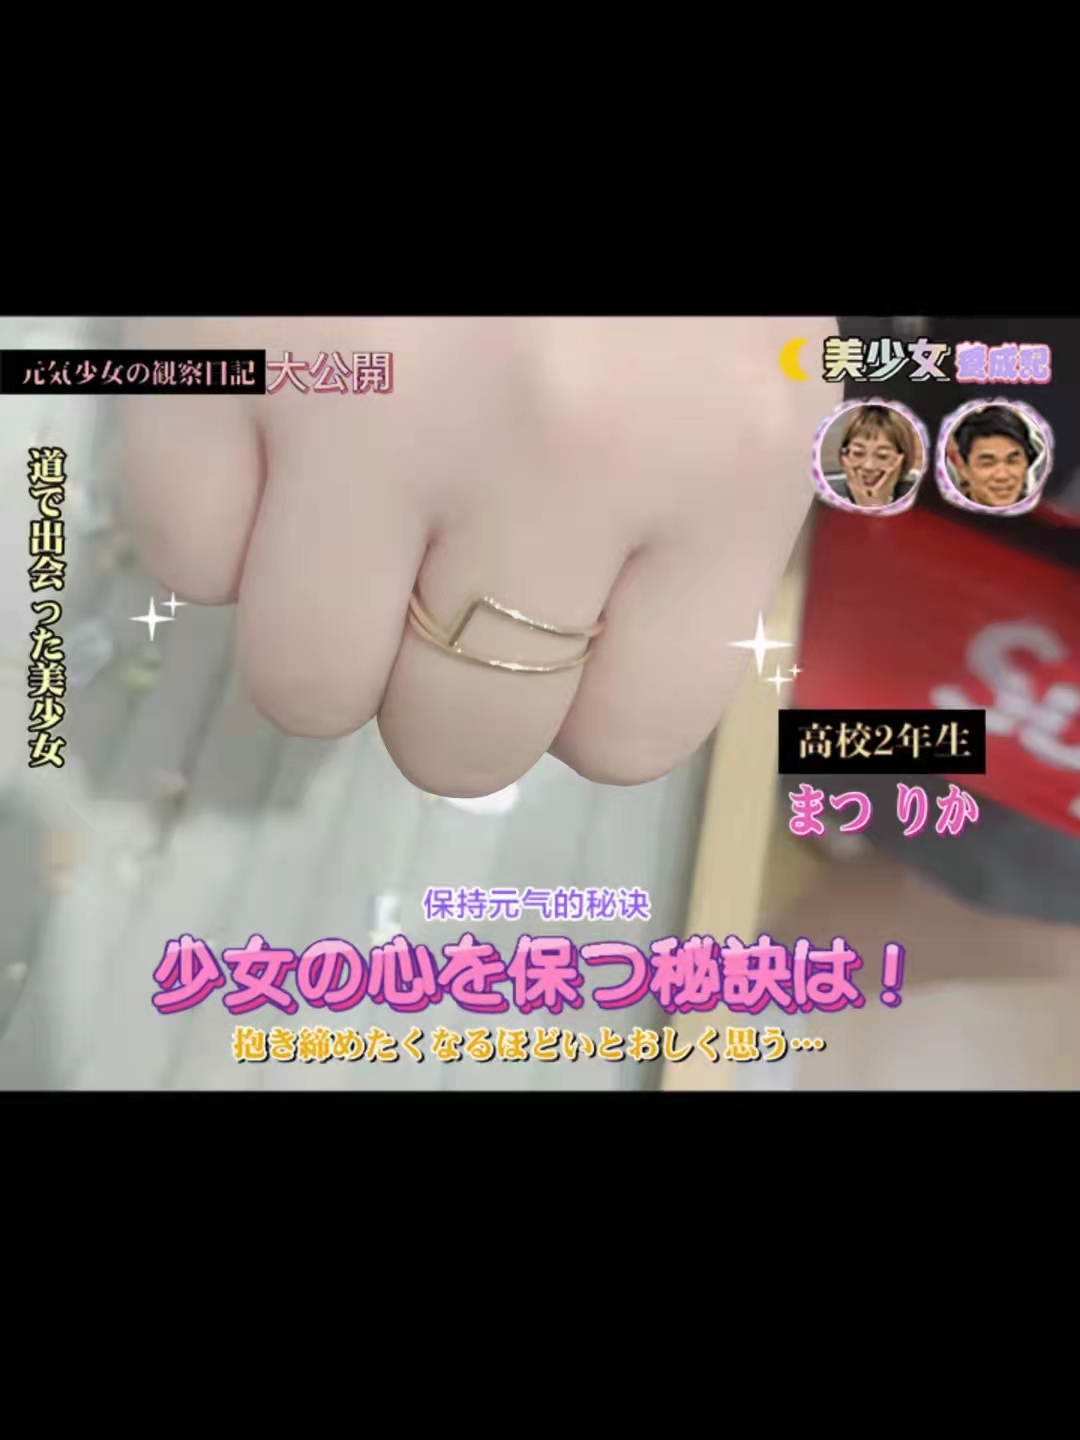 元気少女の観察日記大公開
美少女養成記
道で出会った美少女
高校2年生
まつ りか
保持元气的秘诀
少女の心を保つ秘訣は！
抱き締めたくなるほどいとおしく思う…